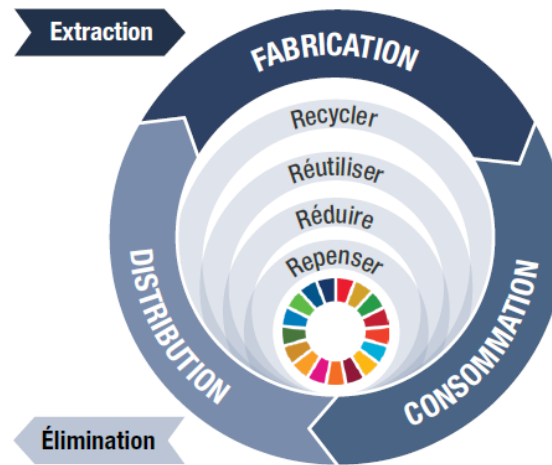 Extraction
FABRICATION
Recycler
Réutiliser
Réduire
Repenser
DISTRIBUTION
CONSOMMATION
Élimination